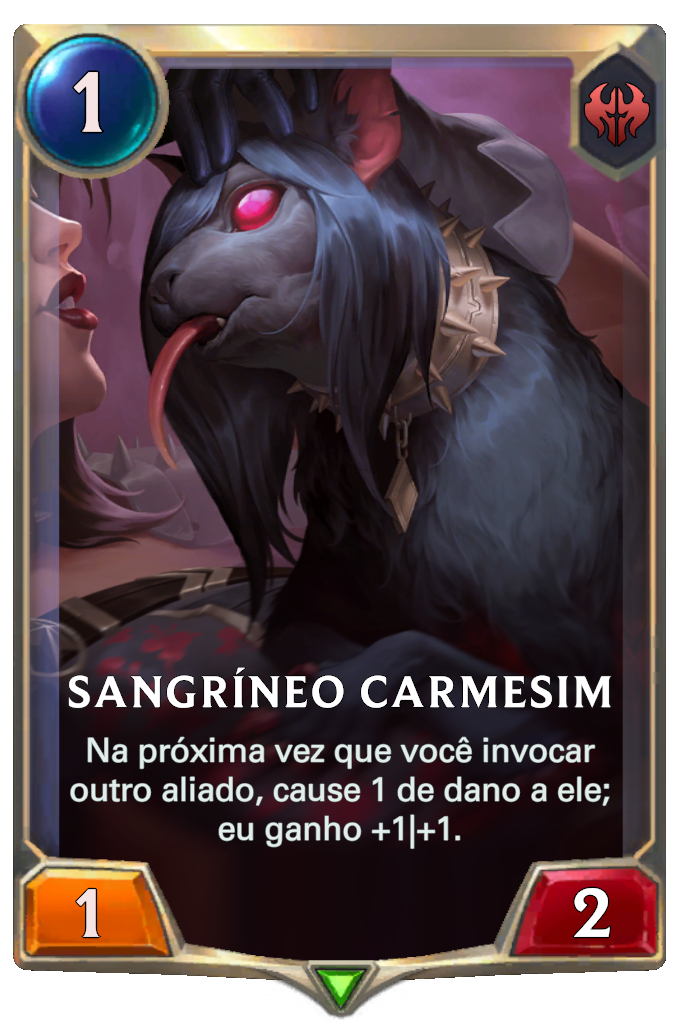 1
SANGRÍNEO CARMESIM
Na próxima vez que você invocar
outro aliado, cause 1 de dano a ele;
eu ganho +1|+1.
1
2